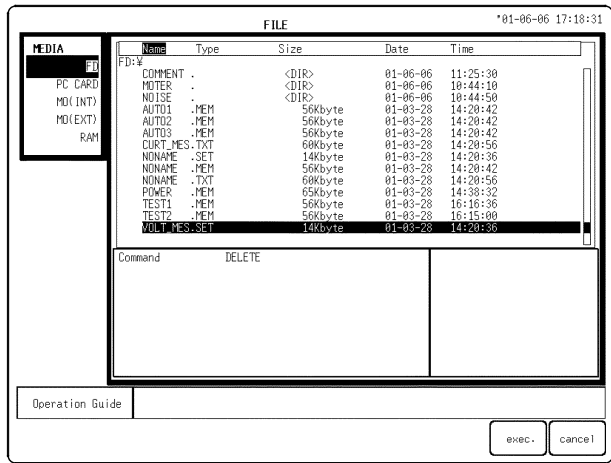 FILE '01-06-06 17:18:31
MEDIA
FD
PC CARD
MO(INT)
MO(EXT)
RAM
Name Type Size Date Time
FD:¥
COMMENT . <DIR> 01-06-06 11:25:30
MOTER . <DIR> 01-06-06 10:44:10
NOISE . <DIR> 01-06-06 10:44:50
AUTO1 .MEM 56Kbyte 01-03-28 14:20:42
AUTO2 .MEM 56Kbyte 01-03-28 14:20:42
AUTO3 .MEM 56Kbyte 01-03-28 14:20:42
CURT_MES.TXT 60Kbyte 01-03-28 14:20:56
NONAME .SET 14Kbyte 01-03-28 14:20:36
NONAME .MEM 56Kbyte 01-03-28 14:20:42
NONAME .TXT 60Kbyte 01-03-28 14:20:56
POWER .MEM 65Kbyte 01-03-28 14:38:32
TEST1 .MEM 56Kbyte 01-03-28 16:16:36
TEST2 .MEM 56Kbyte 01-03-28 16:15:00
VOLT_MES.SET 14Kbyte 01-03-28 14:20:36
Command DELETE
Operation Guide
exec. cancel